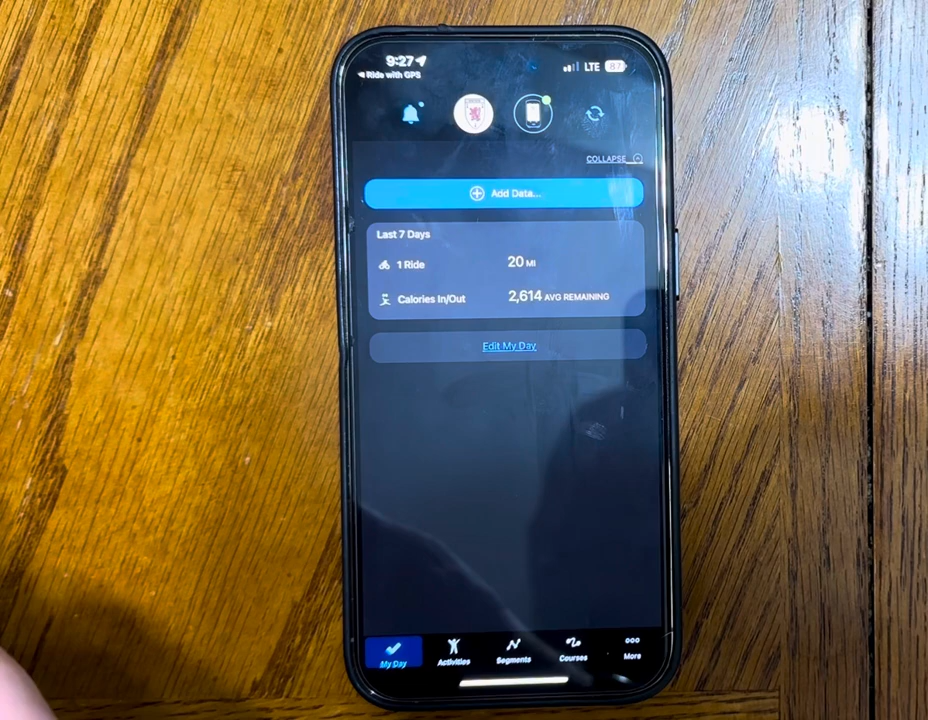 9:27 LTE 87
◀ Ride with GPS
COLLAPSE
Add Data...
Last 7 Days
1 Ride 20 MI
Calories In/Out 2,614 AVG REMAINING
Edit My Day
My Day Activities Segments Courses More